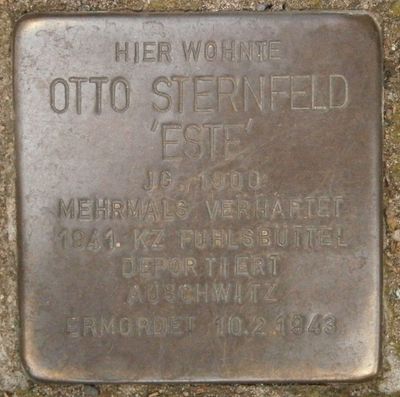 HIER WOHNTE
OTTO STERNFELD
'ESTE'
JG. 1900
MEHRMALS VERHAFTET
1941 KZ FUHLSBÜTTEL
DEPORTIERT
AUSCHWITZ
ERMORDET 10.2.1943